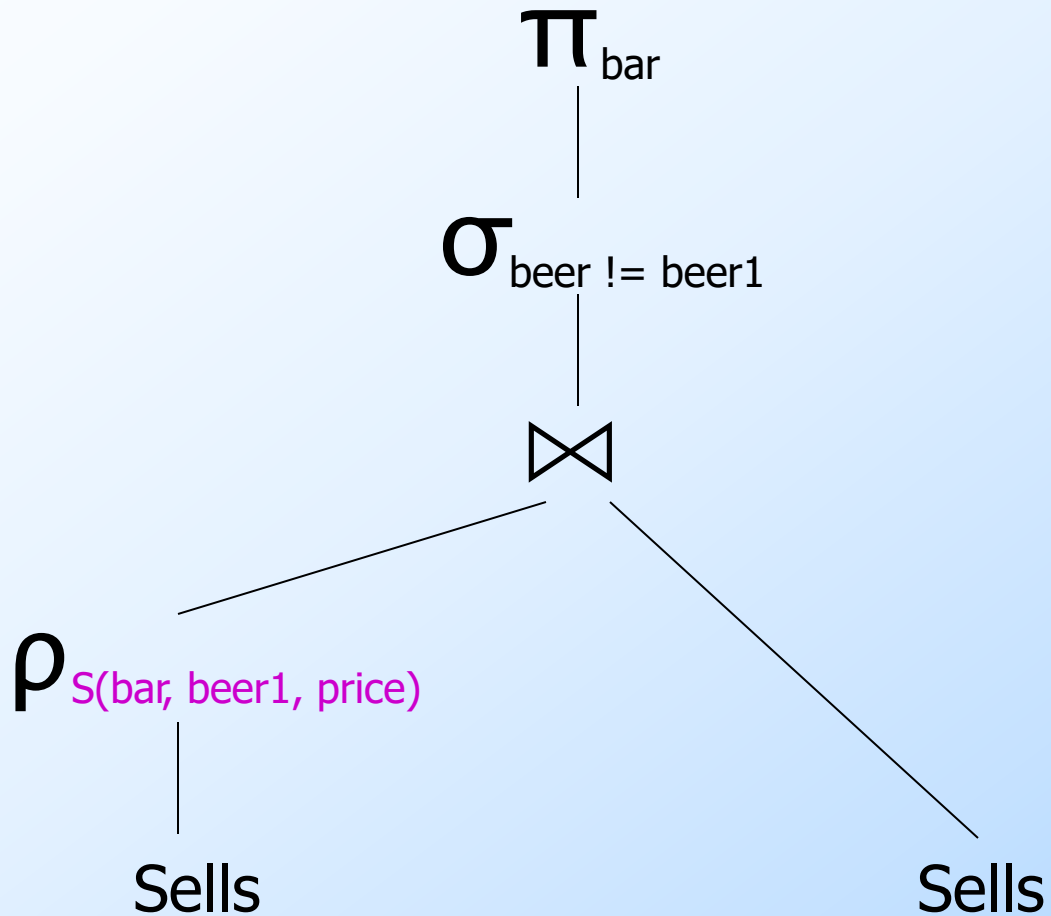 π bar
σ beer != beer1
⋈
ρ S(bar, beer1, price)
Sells Sells